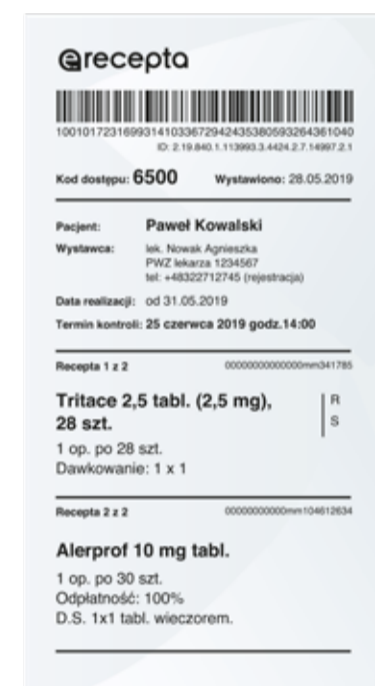 erecepta
10010172316993141033672942435380593264361040
ID: 2.19.840.1.113993.3.4424.2.7.14997.2.1
Kod dostępu: 6500 Wystawiono: 28.05.2019
Pacjent: Paweł Kowalski
Wystawca: lek. Nowak Agnieszka
PWZ lekarza 1234567
tel: +48322712745 (rejestracja)
Data realizacji: od 31.05.2019
Termin kontroli: 25 czerwca 2019 godz.14:00
Recepta 1 z 2 00000000000000mm341785
Tritace 2,5 tabl. (2,5 mg), R
28 szt. S
1 op. po 28 szt.
Dawkowanie: 1 x 1
Recepta 2 z 2 00000000000mm104612634
Alerprof 10 mg tabl.
1 op. po 30 szt.
Odpłatność: 100%
D.S. 1x1 tabl. wieczorem.